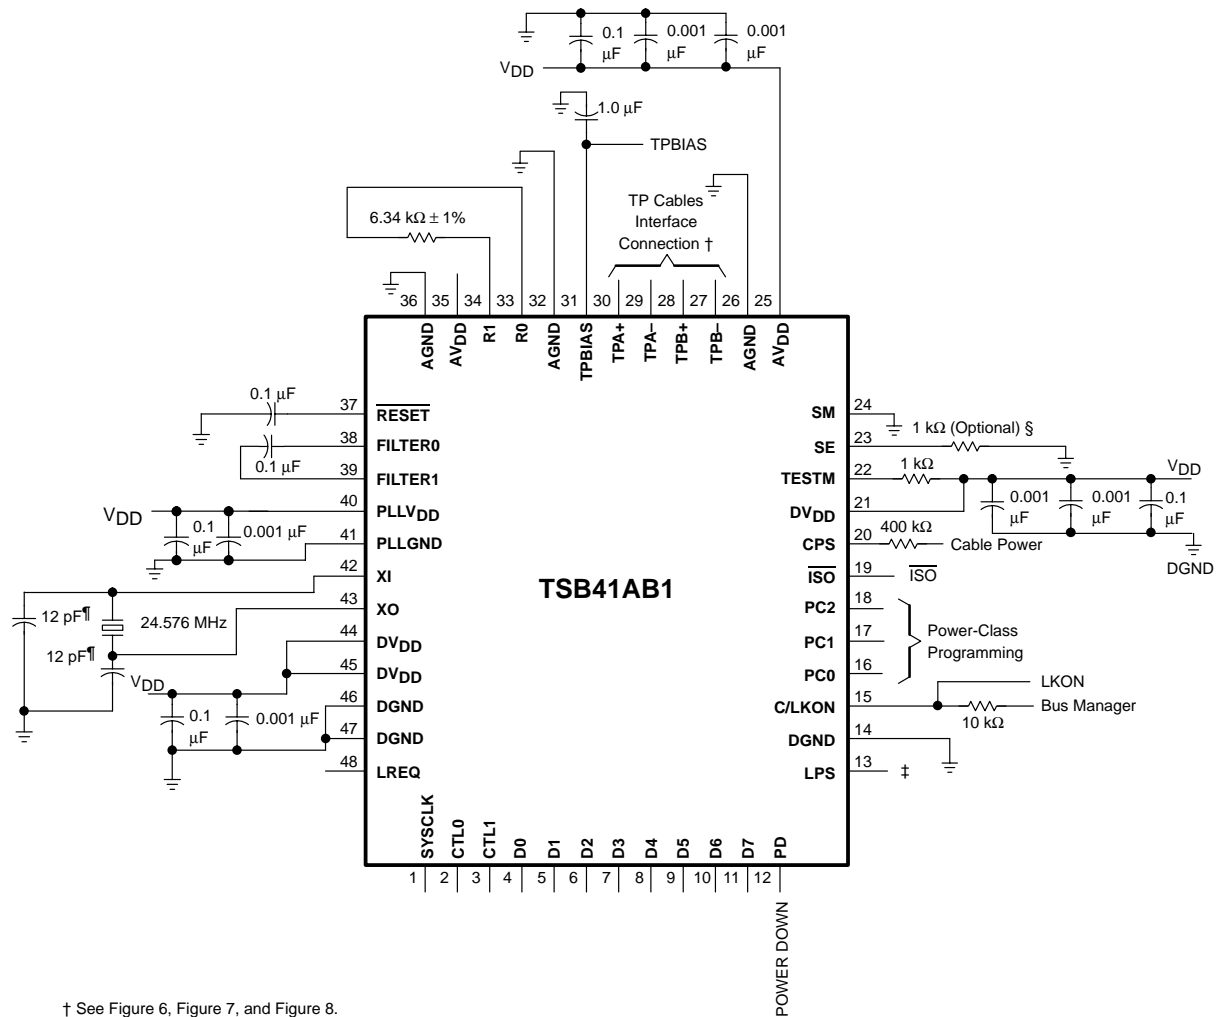 0.1 µF
0.001 µF
0.001 µF
VDD
1.0 µF
TPBIAS
TP Cables
Interface
Connection †
6.34 kΩ ± 1%
36 35 34 33 32 31 30 29 28 27 26 25
AGND AVDD R1 R0 AGND TPBIAS TPA+ TPA– TPB+ TPB– AGND AVDD
0.1 µF
37 RESET
38 FILTER0
0.1 µF
39 FILTER1
VDD
40 PLLVDD
0.1 µF
0.001 µF
41 PLLGND
42 XI
12 pF¶
24.576 MHz
43 XO
12 pF¶
44 DVDD
45 DVDD
VDD
46 DGND
0.1 µF
0.001 µF
47 DGND
48 LREQ
TSB41AB1
SM 24
SE 23
1 kΩ (Optional) §
TESTM 22
1 kΩ
VDD
DVDD 21
0.001 µF
0.001 µF
0.1 µF
CPS 20
400 kΩ
Cable Power
DGND
ISO 19
ISO
PC2 18
PC1 17
PC0 16
Power-Class
Programming
LKON
C/LKON 15
Bus Manager
10 kΩ
DGND 14
LPS 13
‡
SYSCLK CTL0 CTL1 D0 D1 D2 D3 D4 D5 D6 D7 PD
1 2 3 4 5 6 7 8 9 10 11 12
POWER DOWN
† See Figure 6, Figure 7, and Figure 8.